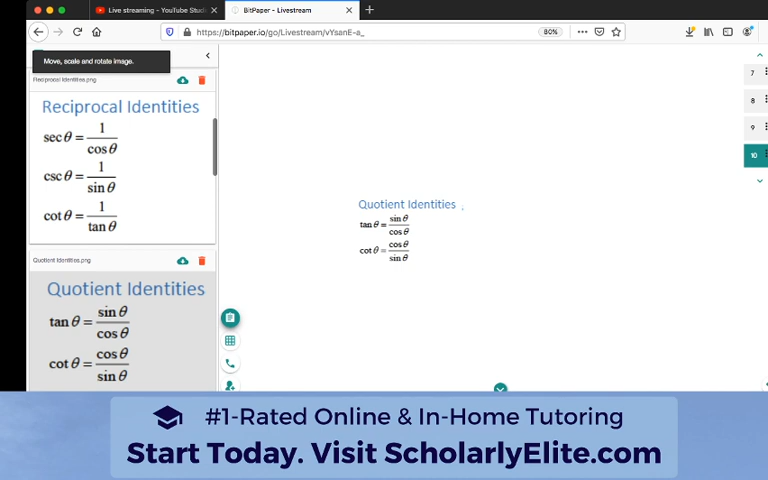 Live streaming - YouTube Stud
BitPaper - Livestream
https://bitpaper.io/go/Livestream/vYsanE-a_
80%
Move, scale and rotate image.
Reciprocal Identities.png
Reciprocal Identities
sec θ = 1/cos θ
csc θ = 1/sin θ
cot θ = 1/tan θ
Quotient Identities.png
Quotient Identities
tan θ = sin θ/cos θ
cot θ = cos θ/sin θ
Quotient Identities
tan θ = sin θ/cos θ
cot θ = cos θ/sin θ
7
8
9
10
#1-Rated Online & In-Home Tutoring
Start Today. Visit ScholarlyElite.com